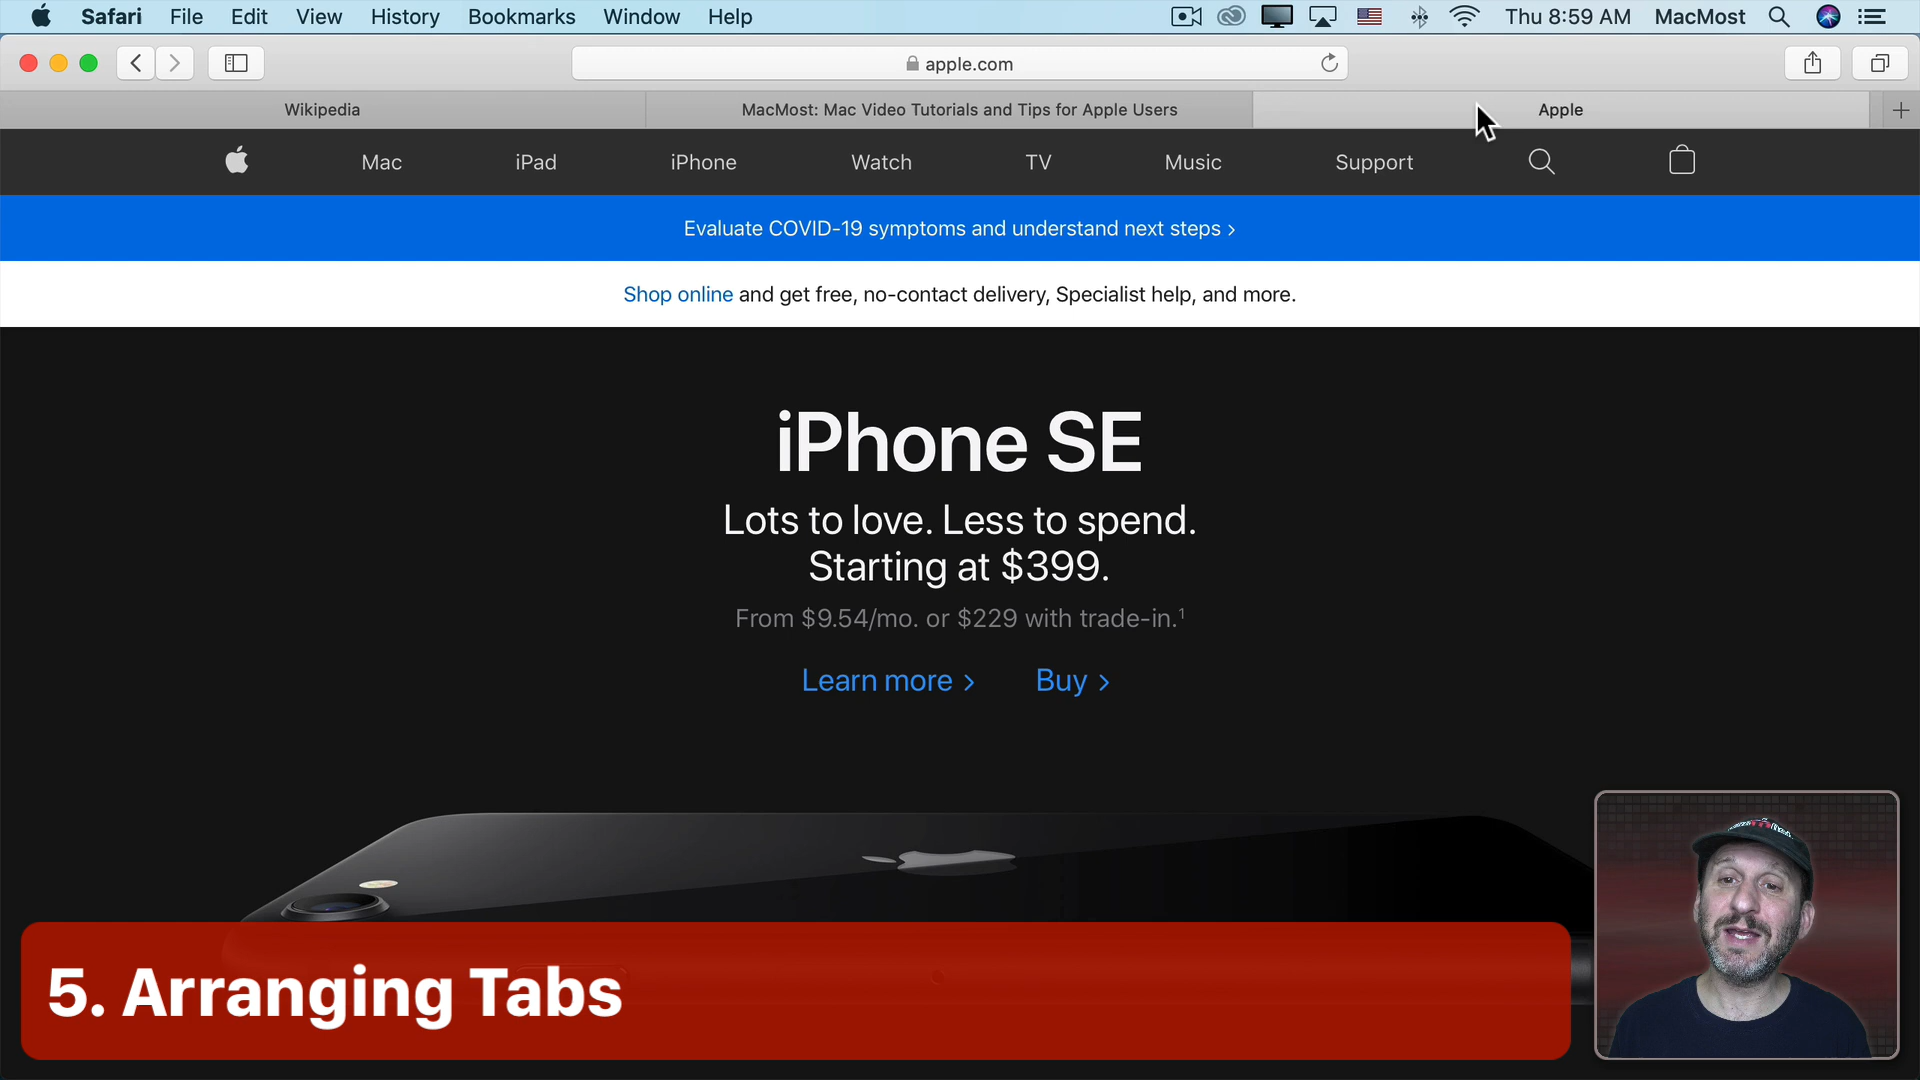 Safari File Edit View History Bookmarks Window Help Thu 8:59 AM MacMost
apple.com
Wikipedia MacMost: Mac Video Tutorials and Tips for Apple Users Apple
Mac iPad iPhone Watch TV Music Support
Evaluate COVID-19 symptoms and understand next steps >
Shop online and get free, no-contact delivery, Specialist help, and more.
iPhone SE
Lots to love. Less to spend.
Starting at $399.
From $9.54/mo. or $229 with trade-in.¹
Learn more > Buy >
5. Arranging Tabs